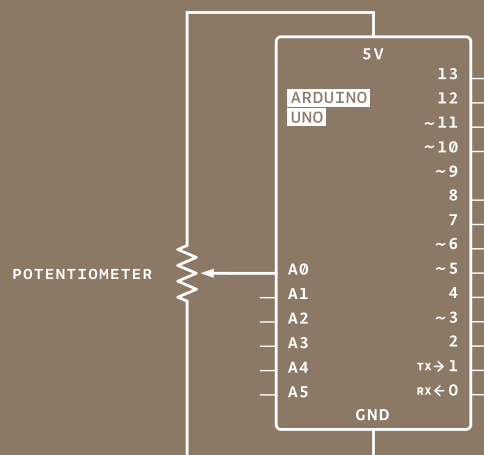 5V
ARDUINO
UNO
13
12
~11
~10
~9
8
7
~6
POTENTIOMETER
A0
~5
A1
4
A2
~3
A3
2
A4
TX→1
A5
RX←0
GND